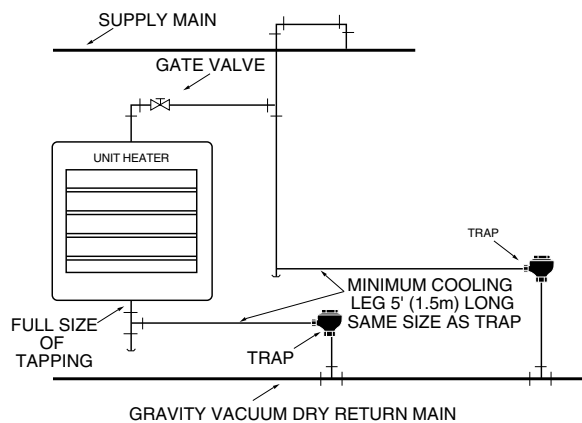 SUPPLY MAIN
GATE VALVE
UNIT HEATER
TRAP
MINIMUM COOLING
LEG 5' (1.5m) LONG
SAME SIZE AS TRAP
FULL SIZE
OF
TAPPING
TRAP
GRAVITY VACUUM DRY RETURN MAIN